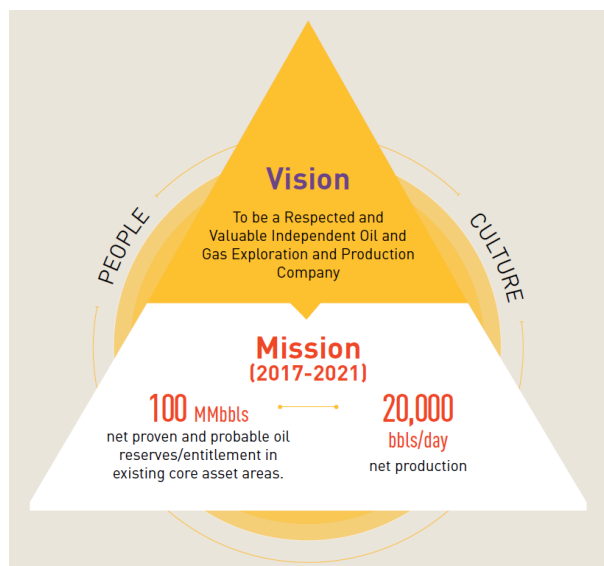 Vision
To be a Respected and
Valuable Independent Oil and
Gas Exploration and Production
Company
PEOPLE
CULTURE
Mission
(2017-2021)
100 MMbbls
net proven and probable oil
reserves/entitlement in
existing core asset areas.
20,000
bbls/day
net production